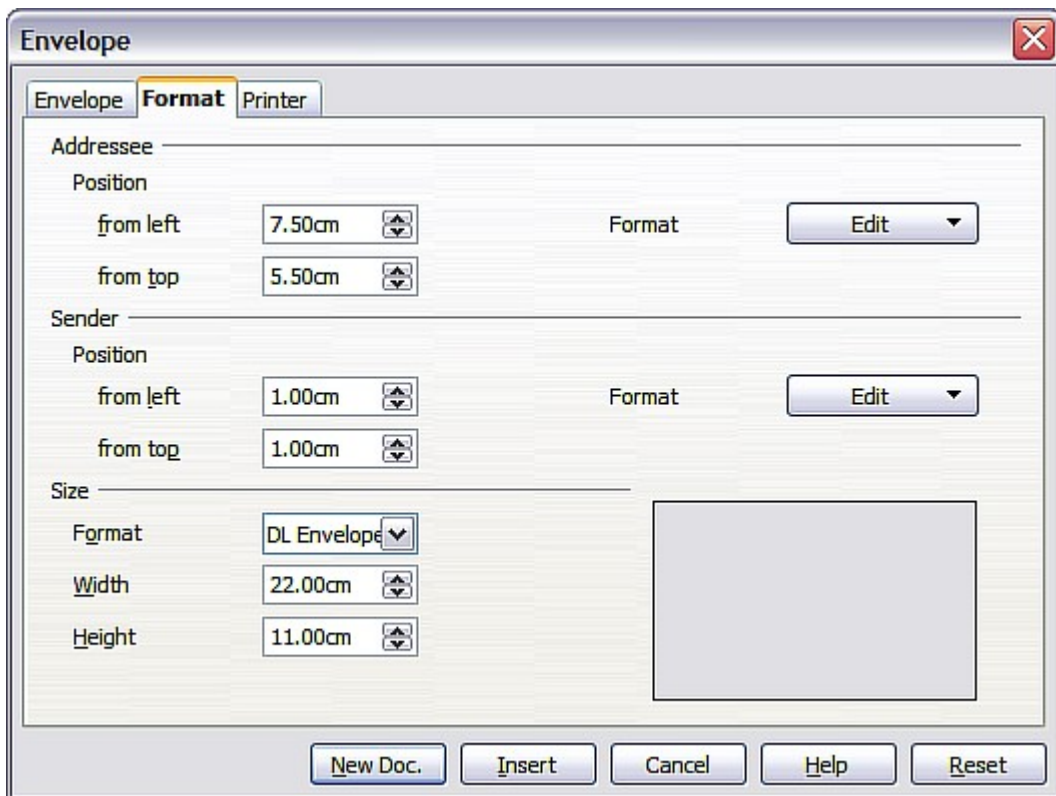 Envelope
Envelope Format Printer
Addressee
Position
from left 7.50cm Format Edit
from top 5.50cm
Sender
Position
from left 1.00cm Format Edit
from top 1.00cm
Size
Format DL Envelope
Width 22.00cm
Height 11.00cm
New Doc. Insert Cancel Help Reset